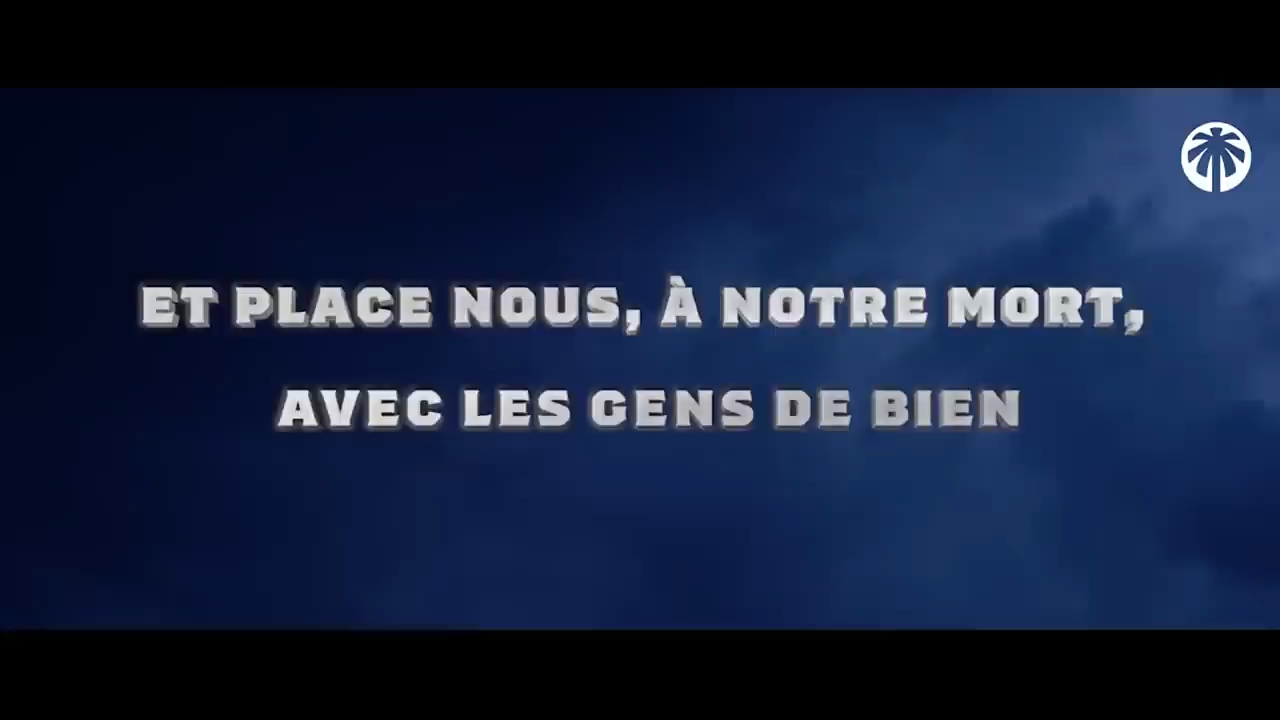 ET PLACE NOUS, À NOTRE MORT,
AVEC LES GENS DE BIEN